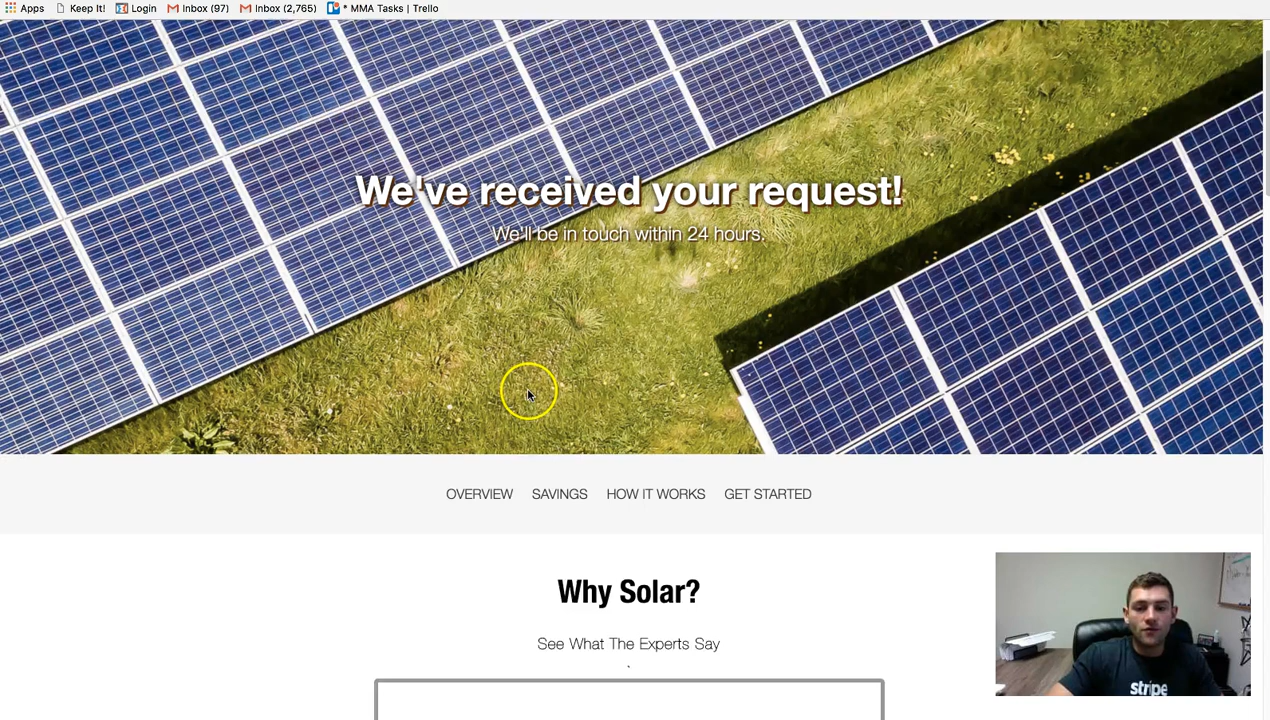 Apps Keep It! Login Inbox (97) Inbox (2,765) * MMA Tasks | Trello
We've received your request!
We'll be in touch within 24 hours.
OVERVIEW SAVINGS HOW IT WORKS GET STARTED
Why Solar?
See What The Experts Say
`
stripe